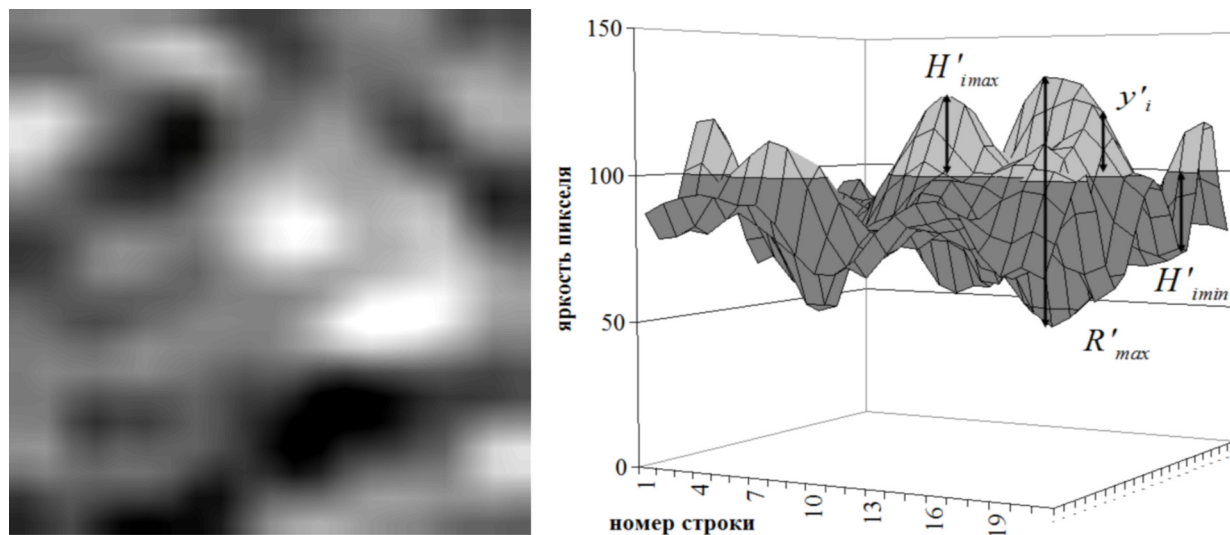 150
H'imax
y'i
100
яркость пикселя
H'imin
50
R'max
0
1
4
7
10
13
16
19
номер строки